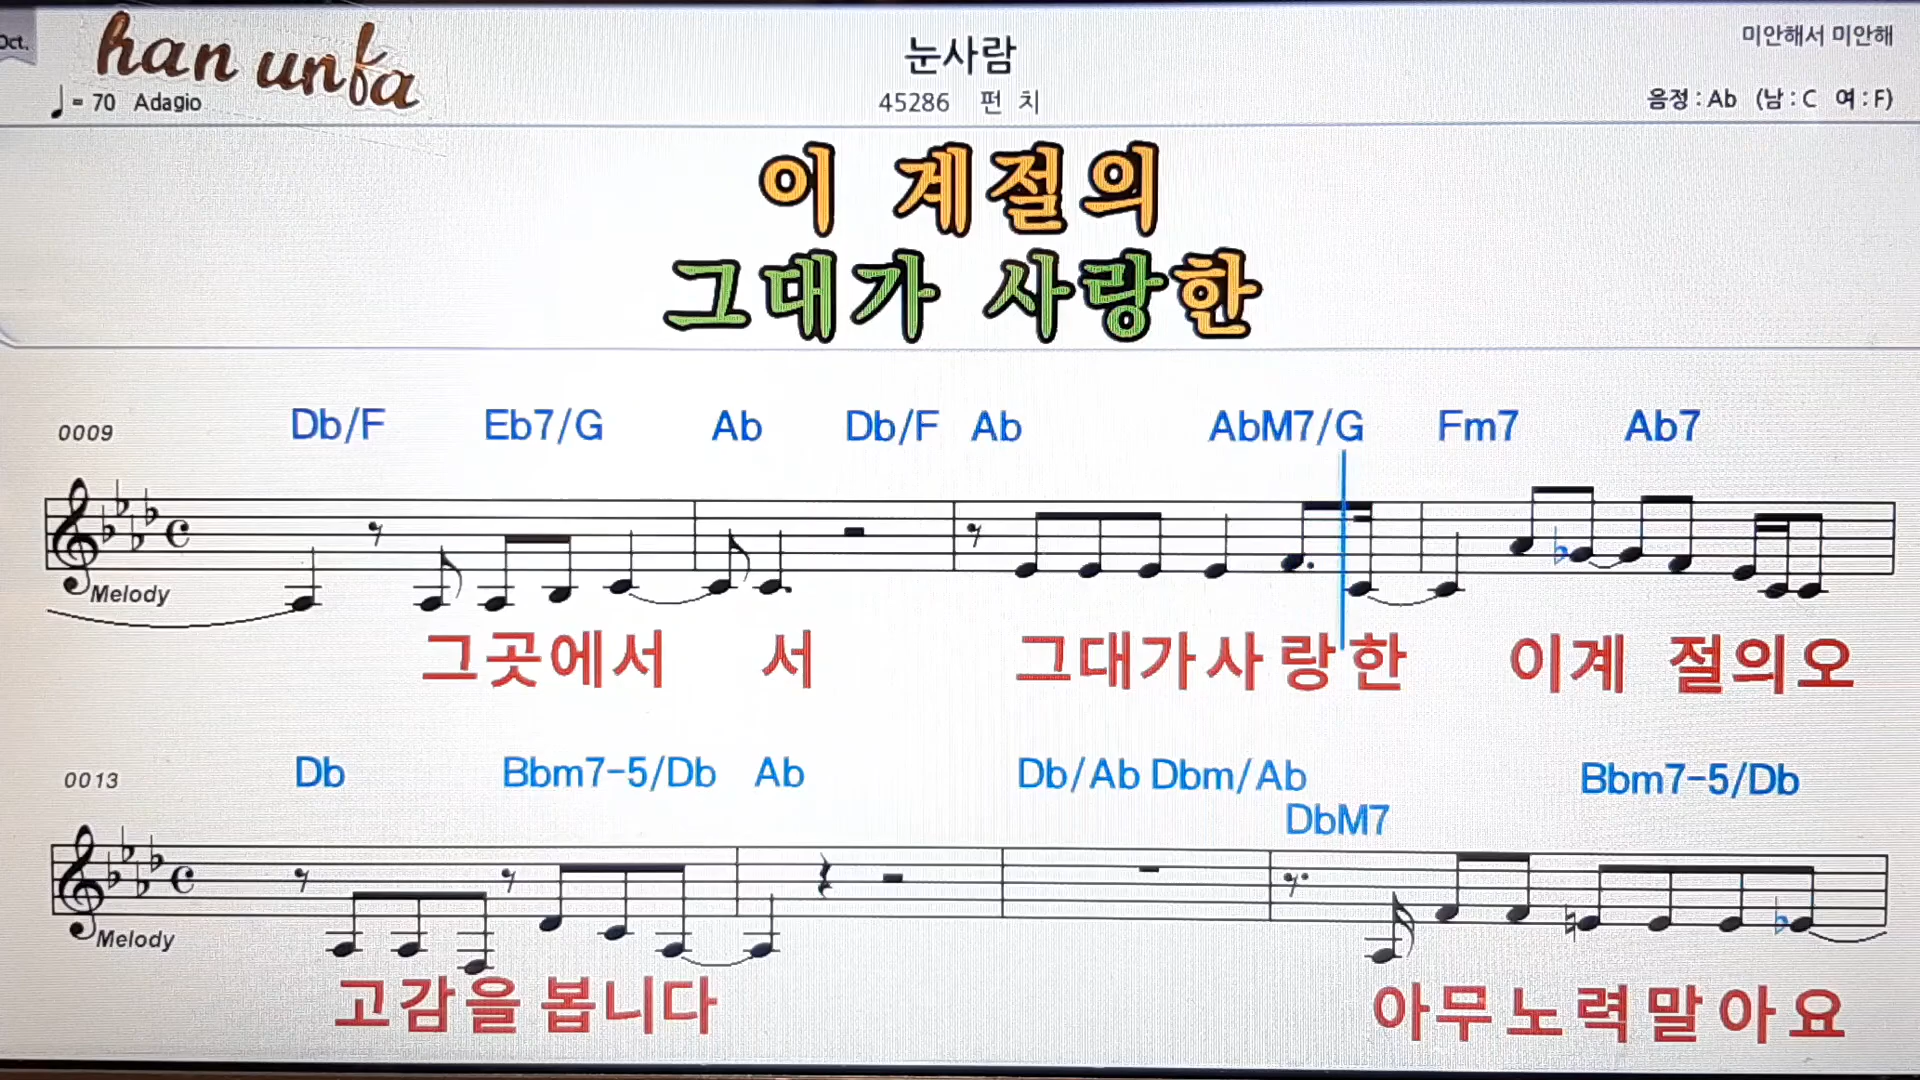 Oct.
han unfa
눈사람
미안해서 미안해
♩= 70 Adagio
45286 펀 치
음정 : Ab (남 : C 여 : F)
이 계절의
그대가 사랑한
0009 Db/F Eb7/G Ab Db/F Ab AbM7/G Fm7 Ab7
Melody
그곳에서 서 그대가사랑한 이계 절의오
0013 Db Bbm7-5/Db Ab Db/Ab Dbm/Ab Bbm7-5/Db
DbM7
Melody
고감을봅니다 아무노력말아요